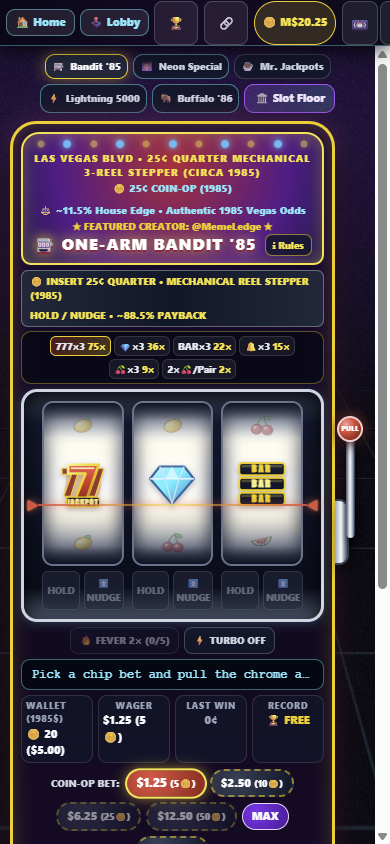 Home
Lobby
M$20.25
Bandit '85
Neon Special
Mr. Jackpots
Lightning 5000
Buffalo '86
Slot Floor
LAS VEGAS BLVD • 25¢ QUARTER MECHANICAL
3-REEL STEPPER (CIRCA 1985)
25¢ COIN-OP (1985)
~11.5% House Edge • Authentic 1985 Vegas Odds
★ FEATURED CREATOR: @MemeLedge ★
ONE-ARM BANDIT '85
i Rules
INSERT 25¢ QUARTER • MECHANICAL REEL STEPPER
(1985)
HOLD / NUDGE • ~88.5% PAYBACK
777x3 75x
x3 36x
BARx3 22x
x3 15x
x3 9x
2x /Pair 2x
PULL
77
JACKPOT
BAR
BAR
BAR
HOLD
NUDGE
HOLD
NUDGE
HOLD
NUDGE
FEVER 2x (0/5)
TURBO OFF
Pick a chip bet and pull the chrome a…
WALLET
(1985$)
20
($5.00)
WAGER
$1.25 (5
)
LAST WIN
0¢
RECORD
FREE
COIN-OP BET:
$1.25 (5 )
$2.50 (10 )
$6.25 (25 )
$12.50 (50 )
MAX